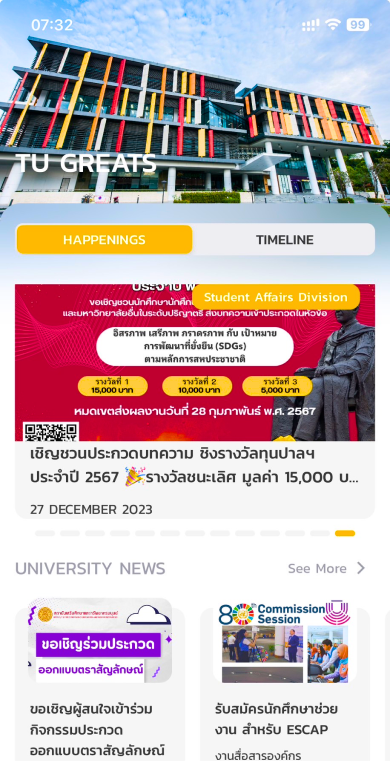 07:32
99
TU GREATS
HAPPENINGS
TIMELINE
Student Affairs Division
ขอเชิญชวนนักศึกษา
และมหาวิทยาลัยอื่นในระดับปริญญาตรี ส่งบทความเข้าประกวดในหัวข้อ
อิสรภาพ เสรีภาพ ภราดรภาพ กับ เป้าหมาย
การพัฒนาที่ยั่งยืน (SDGs)
ตามหลักการสหประชาชาติ
รางวัลที่ 1
15,000 บาท
รางวัลที่ 2
10,000 บาท
รางวัลที่ 3
5,000 บาท
หมดเขตส่งผลงานวันที่ 28 กุมภาพันธ์ พ.ศ. 2567
เชิญชวนประกวดบทความ ชิงรางวัลทุนปาลฯ
ประจำปี 2567 🎉รางวัลชนะเลิศ มูลค่า 15,000 บ...
27 DECEMBER 2023
UNIVERSITY NEWS
See More
ขอเชิญร่วมประกวด
ออกแบบตราสัญลักษณ์
80
Commission
Session
ขอเชิญผู้สนใจเข้าร่วม
กิจกรรมประกวด
ออกแบบตราสัญลักษณ์
รับสมัครนักศึกษาช่วย
งาน สำหรับ ESCAP
งานสื่อสารองค์กร